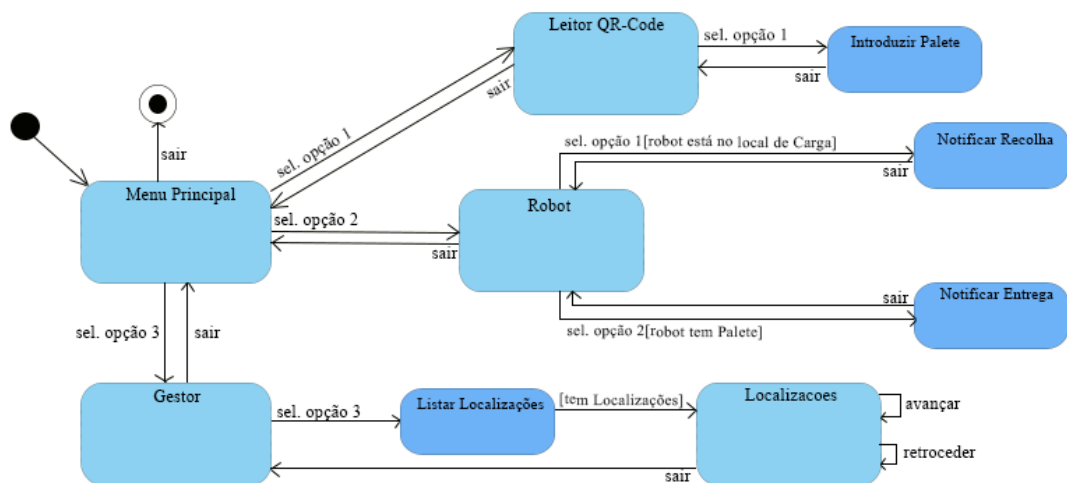 Leitor QR-Code
sel. opção 1
Introduzir Palete
sair
sair
sel. opção 1
sair
Menu Principal
sel. opção 1[robot está no local de Carga]
Notificar Recolha
sair
Robot
sel. opção 2
sair
sair
Notificar Entrega
sel. opção 2[robot tem Palete]
sel. opção 3
sair
Gestor
sel. opção 3
Listar Localizações
[tem Localizações]
Localizacoes
avançar
retroceder
sair